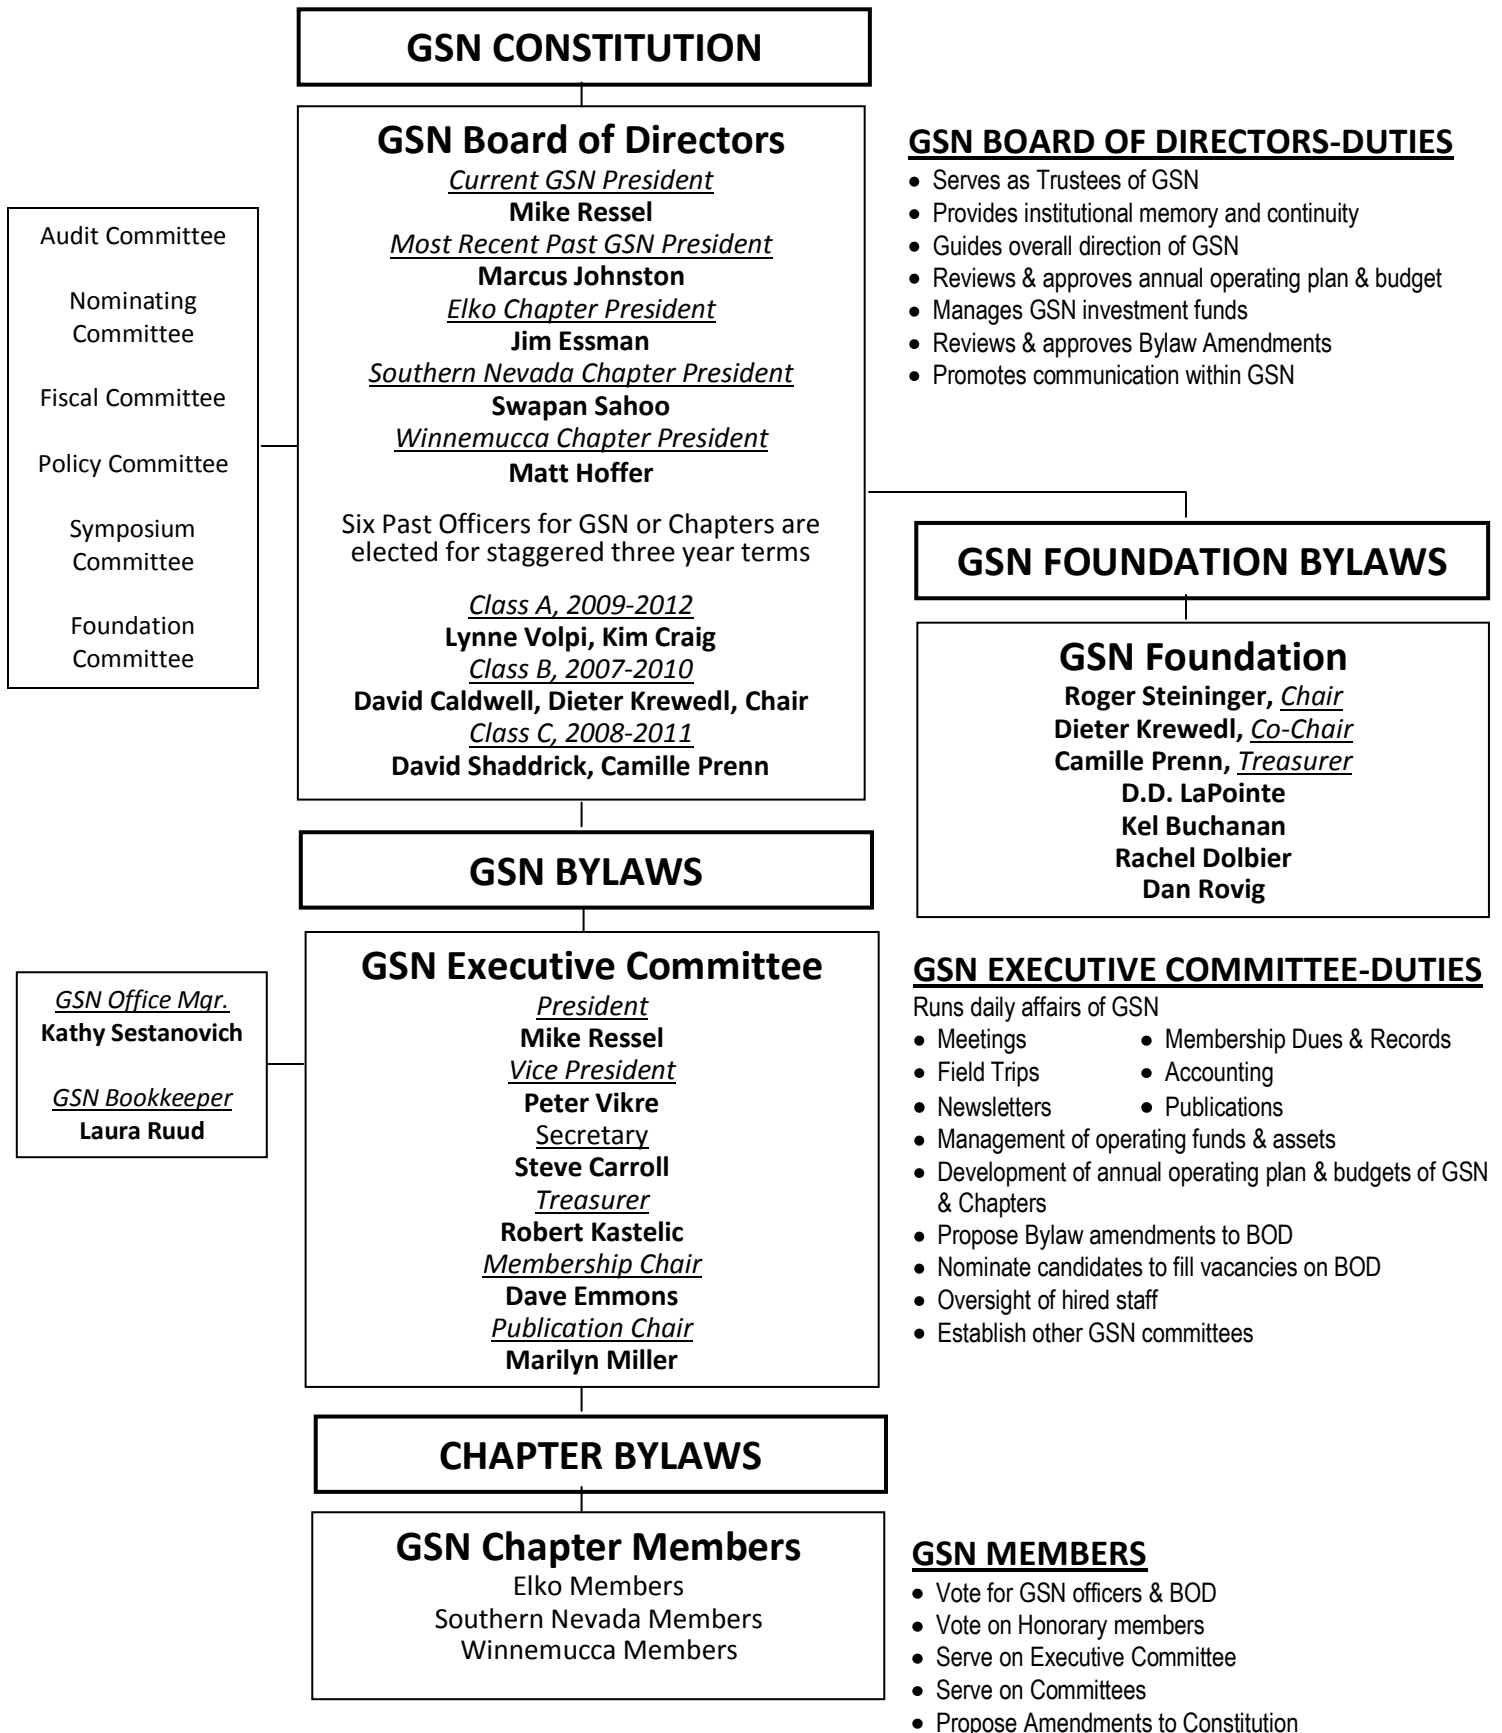 GSN CONSTITUTION
GSN Board of Directors
Current GSN President
Mike Ressel
Most Recent Past GSN President
Marcus Johnston
Elko Chapter President
Jim Essman
Southern Nevada Chapter President
Swapan Sahoo
Winnemucca Chapter President
Matt Hoffer
Six Past Officers for GSN or Chapters are
elected for staggered three year terms
Class A, 2009-2012
Lynne Volpi, Kim Craig
Class B, 2007-2010
David Caldwell, Dieter Krewedl, Chair
Class C, 2008-2011
David Shaddrick, Camille Prenn
Audit Committee
Nominating
Committee
Fiscal Committee
Policy Committee
Symposium
Committee
Foundation
Committee
GSN BOARD OF DIRECTORS-DUTIES
• Serves as Trustees of GSN
• Provides institutional memory and continuity
• Guides overall direction of GSN
• Reviews & approves annual operating plan & budget
• Manages GSN investment funds
• Reviews & approves Bylaw Amendments
• Promotes communication within GSN
GSN FOUNDATION BYLAWS
GSN Foundation
Roger Steininger, Chair
Dieter Krewedl, Co-Chair
Camille Prenn, Treasurer
D.D. LaPointe
Kel Buchanan
Rachel Dolbier
Dan Rovig
GSN BYLAWS
GSN Executive Committee
President
Mike Ressel
Vice President
Peter Vikre
Secretary
Steve Carroll
Treasurer
Robert Kastelic
Membership Chair
Dave Emmons
Publication Chair
Marilyn Miller
GSN Office Mgr.
Kathy Sestanovich
GSN Bookkeeper
Laura Ruud
GSN EXECUTIVE COMMITTEE-DUTIES
Runs daily affairs of GSN
• Meetings • Membership Dues & Records
• Field Trips • Accounting
• Newsletters • Publications
• Management of operating funds & assets
• Development of annual operating plan & budgets of GSN
& Chapters
• Propose Bylaw amendments to BOD
• Nominate candidates to fill vacancies on BOD
• Oversight of hired staff
• Establish other GSN committees
CHAPTER BYLAWS
GSN Chapter Members
Elko Members
Southern Nevada Members
Winnemucca Members
GSN MEMBERS
• Vote for GSN officers & BOD
• Vote on Honorary members
• Serve on Executive Committee
• Serve on Committees
• Propose Amendments to Constitution